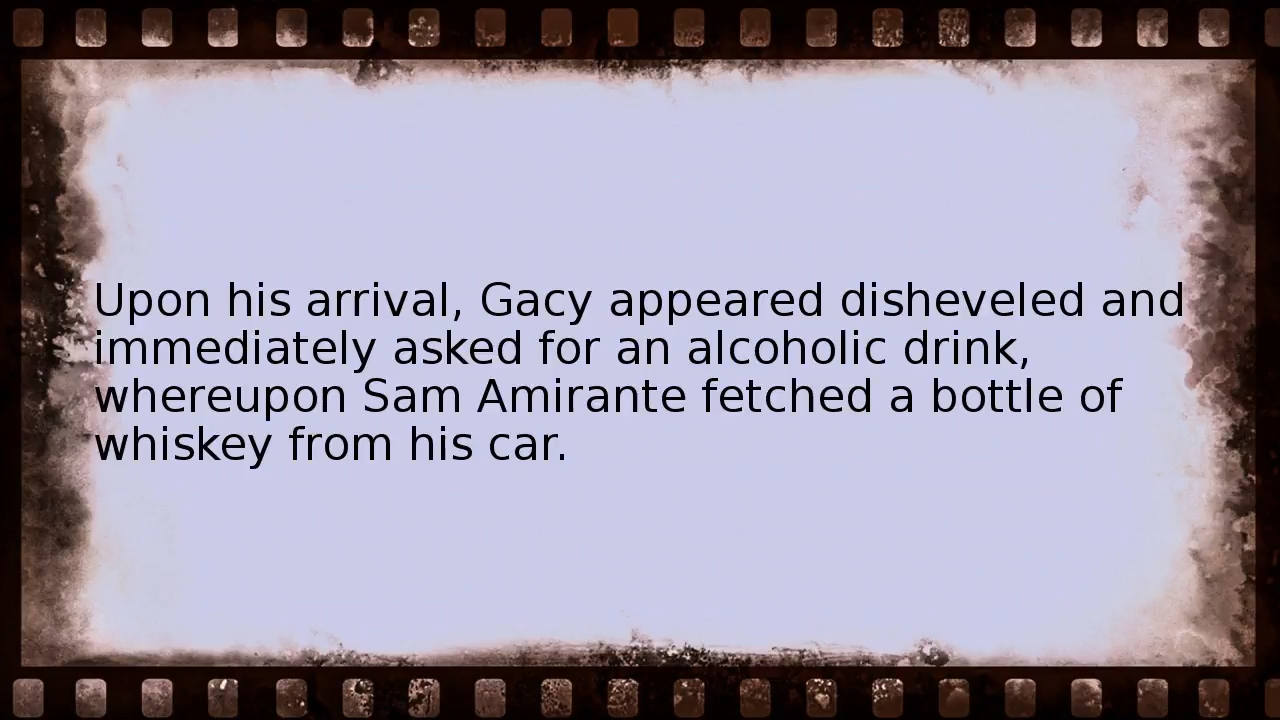 Upon his arrival, Gacy appeared disheveled and
immediately asked for an alcoholic drink,
whereupon Sam Amirante fetched a bottle of
whiskey from his car.